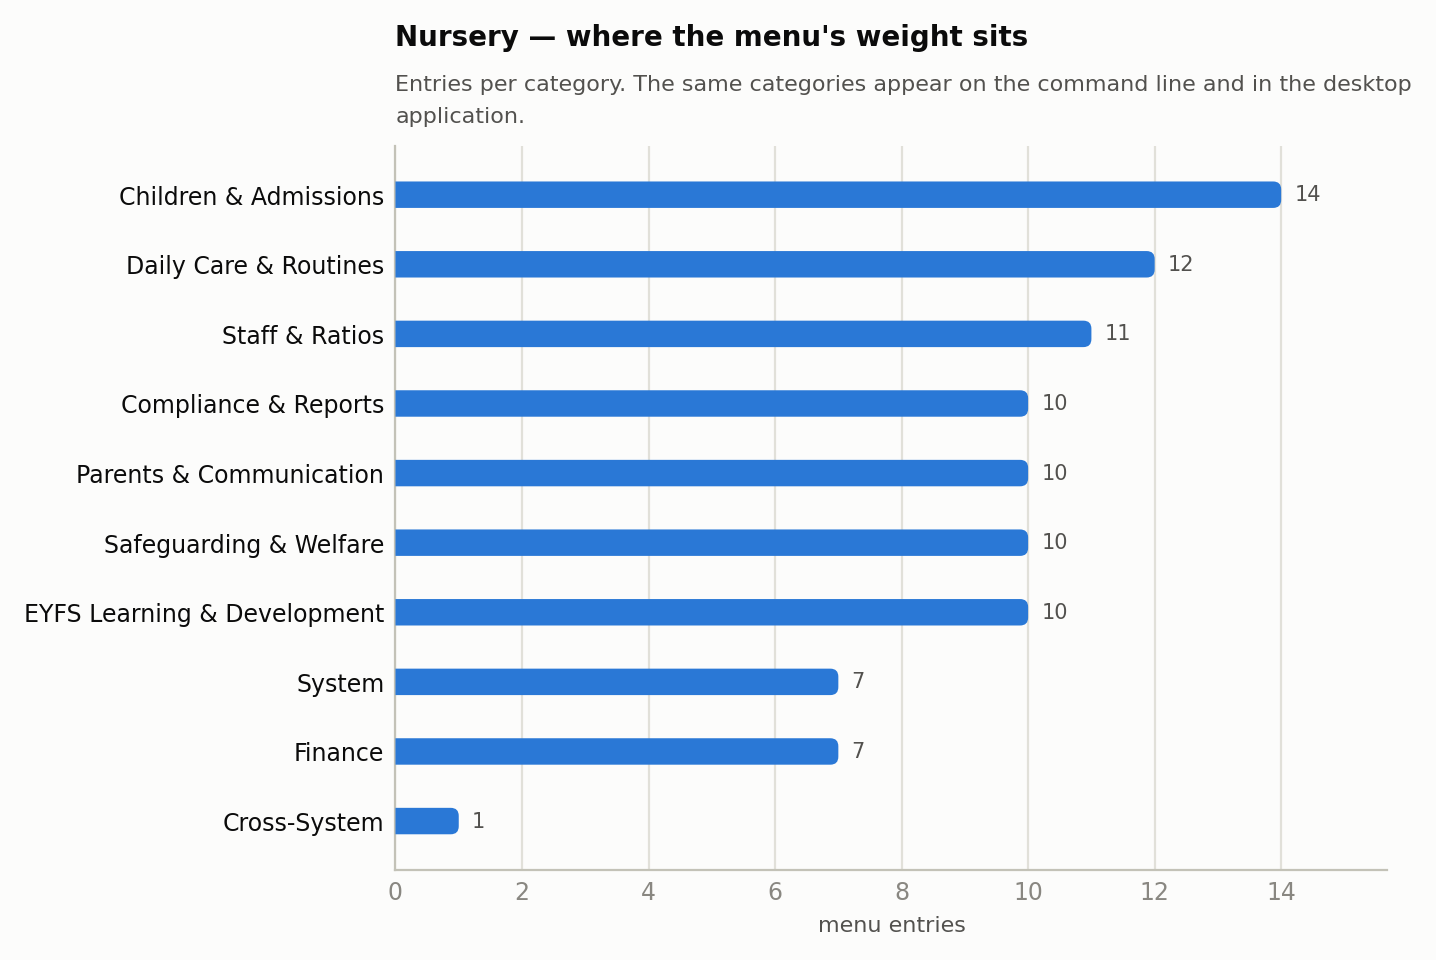 Nursery — where the menu's weight sits
Entries per category. The same categories appear on the command line and in the desktop
application.
Children & Admissions 14
Daily Care & Routines 12
Staff & Ratios 11
Compliance & Reports 10
Parents & Communication 10
Safeguarding & Welfare 10
EYFS Learning & Development 10
System 7
Finance 7
Cross-System 1
0 2 4 6 8 10 12 14
menu entries